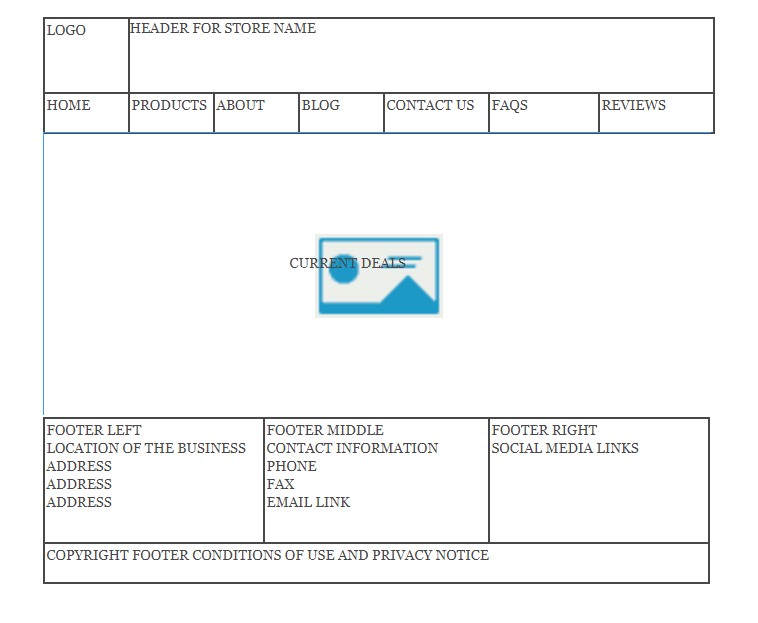 LOGO
HEADER FOR STORE NAME
HOME
PRODUCTS
ABOUT
BLOG
CONTACT US
FAQS
REVIEWS
CURRENT DEALS
FOOTER LEFT
LOCATION OF THE BUSINESS
ADDRESS
ADDRESS
ADDRESS
FOOTER MIDDLE
CONTACT INFORMATION
PHONE
FAX
EMAIL LINK
FOOTER RIGHT
SOCIAL MEDIA LINKS
COPYRIGHT FOOTER CONDITIONS OF USE AND PRIVACY NOTICE